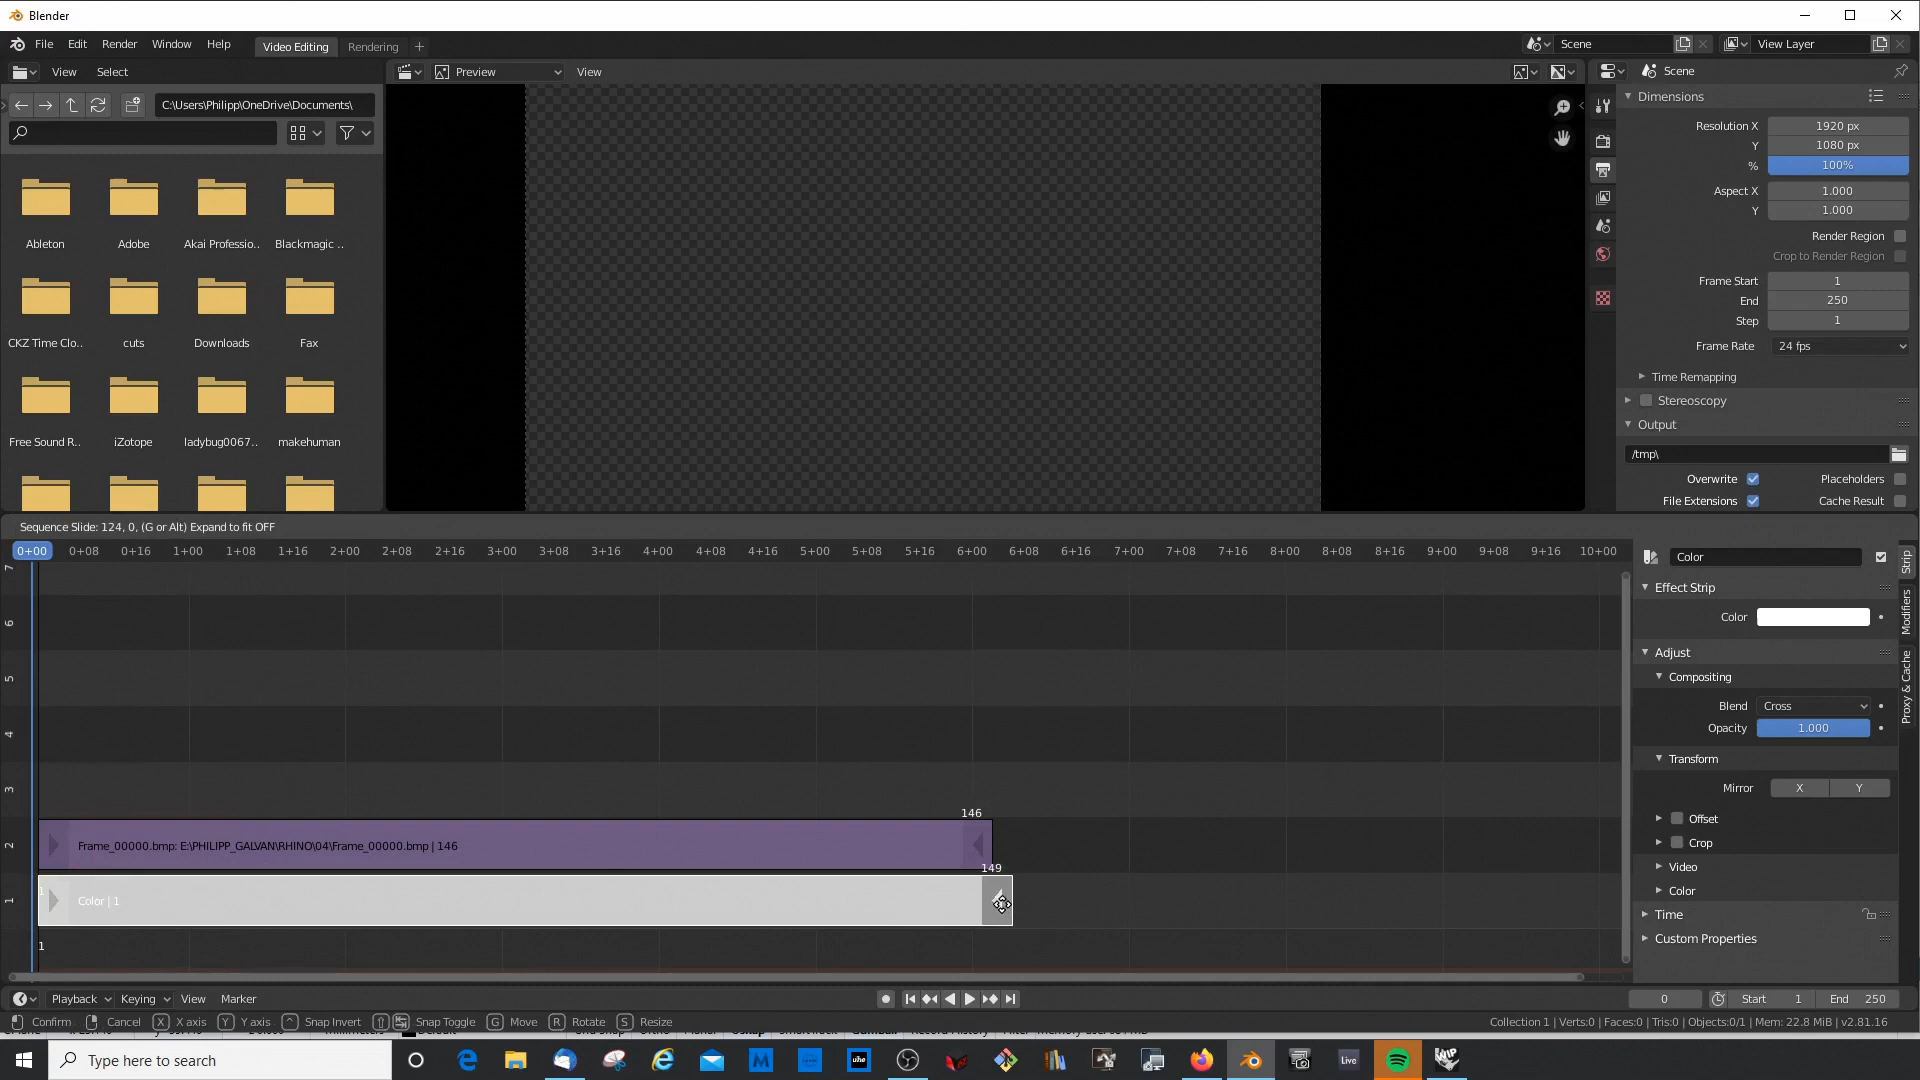 Blender
File Edit Render Window Help Video Editing Rendering + Scene View Layer
View Select Preview View Scene
C:\Users\Philipp\OneDrive\Documents\
Dimensions
Resolution X 1920 px
Y 1080 px
% 100%
Aspect X 1.000
Y 1.000
Render Region
Crop to Render Region
Frame Start 1
End 250
Step 1
Frame Rate 24 fps
Time Remapping
Stereoscopy
Output
/tmp\
Overwrite Placeholders
File Extensions Cache Result
Ableton Adobe Akai Professio.. Blackmagic ..
CKZ Time Clo.. cuts Downloads Fax
Free Sound R.. iZotope ladybug0067.. makehuman
Sequence Slide: 124, 0, (G or Alt) Expand to fit OFF
0+00 0+08 0+16 1+00 1+08 1+16 2+00 2+08 2+16 3+00 3+08 3+16 4+00 4+08 4+16 5+00 5+08 5+16 6+00 6+08 6+16 7+00 7+08 7+16 8+00 8+08 8+16 9+00 9+08 9+16 10+00
7
6
5
4
3
2
1
146
Frame_00000.bmp: E:\PHILIPP_GALVAN\RHINO\04\Frame_00000.bmp | 146
149
1
Color | 1
1
Color
Effect Strip
Color
Adjust
Compositing
Blend Cross
Opacity 1.000
Transform
Mirror X Y
Offset
Crop
Video
Color
Time
Custom Properties
Strip
Modifiers
Proxy & Cache
Playback Keying View Marker 0 Start 1 End 250
Confirm Cancel X X axis Y Y axis Snap Invert Snap Toggle G Move R Rotate S Resize
Collection 1 | Verts:0 | Faces:0 | Tris:0 | Objects:0/1 | Mem: 22.8 MiB | v2.81.16
Type here to search
uhe
Live